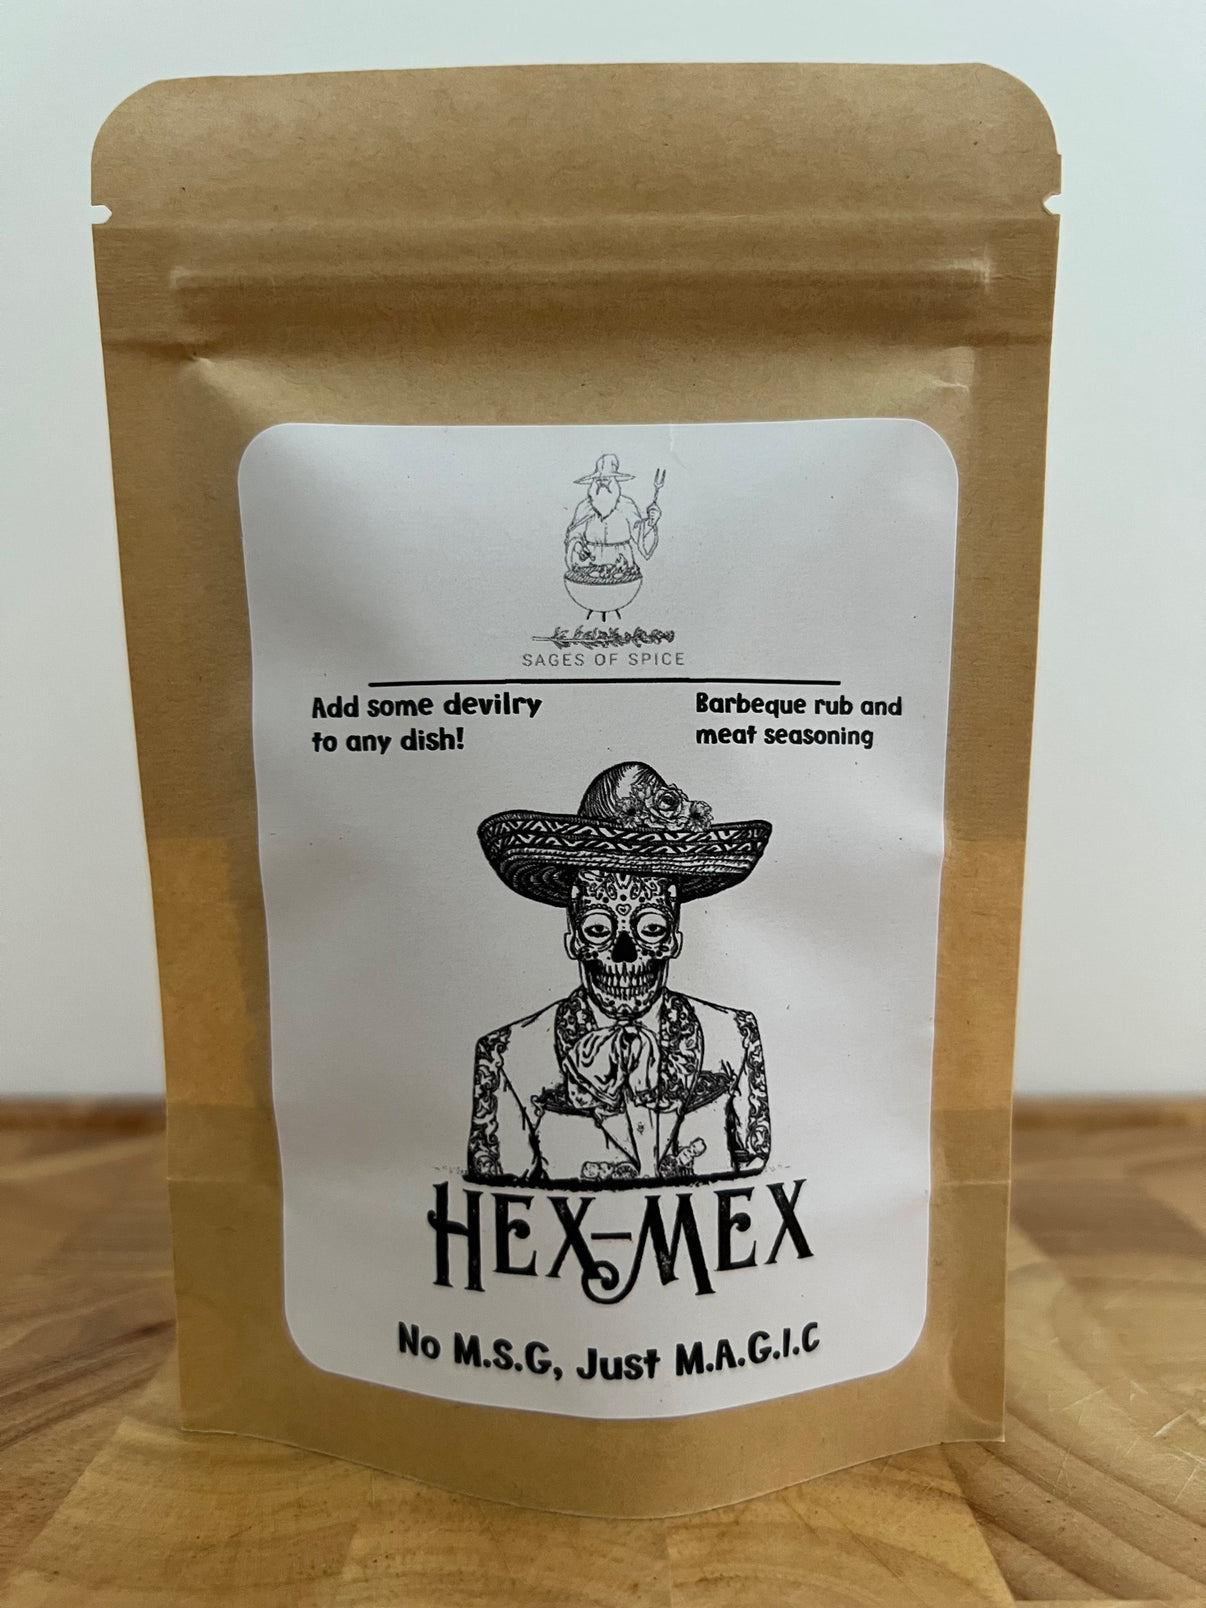 SAGES OF SPICE
Add some devilry
to any dish!
Barbeque rub and
meat seasoning
HEX-MEX
No M.S.G, Just M.A.G.I.C